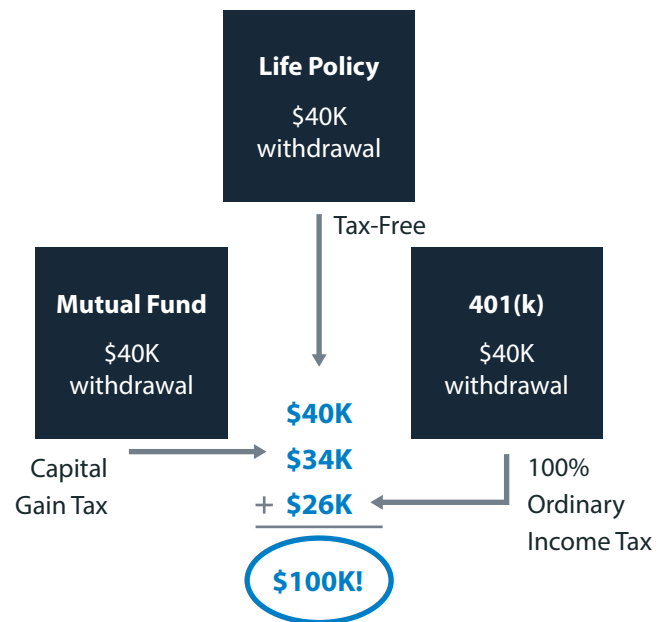 Life Policy
$40K
withdrawal
Tax-Free
Mutual Fund
$40K
withdrawal
401(k)
$40K
withdrawal
Capital
Gain Tax
$40K
$34K
+ $26K
100%
Ordinary
Income Tax
$100K!